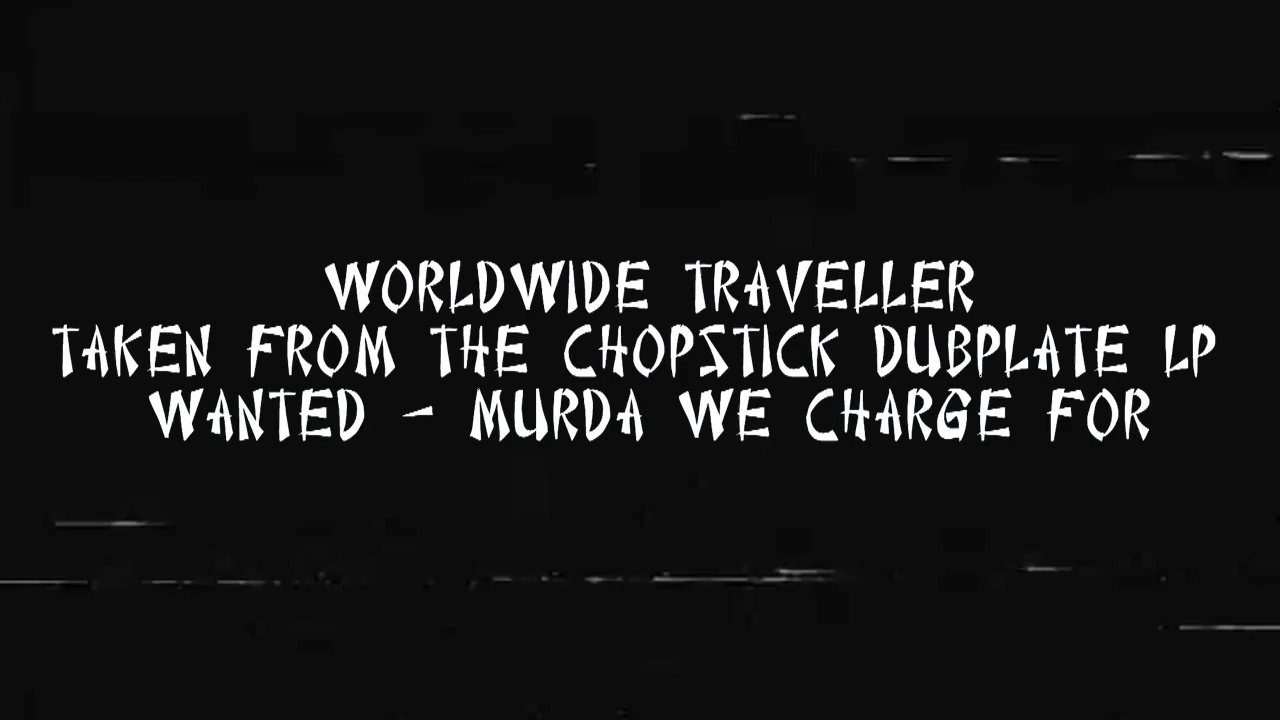 WORLDWIDE TRAVELLER
TAKEN FROM THE CHOPSTICK DUBPLATE LP
WANTED - MURDA WE CHARGE FOR